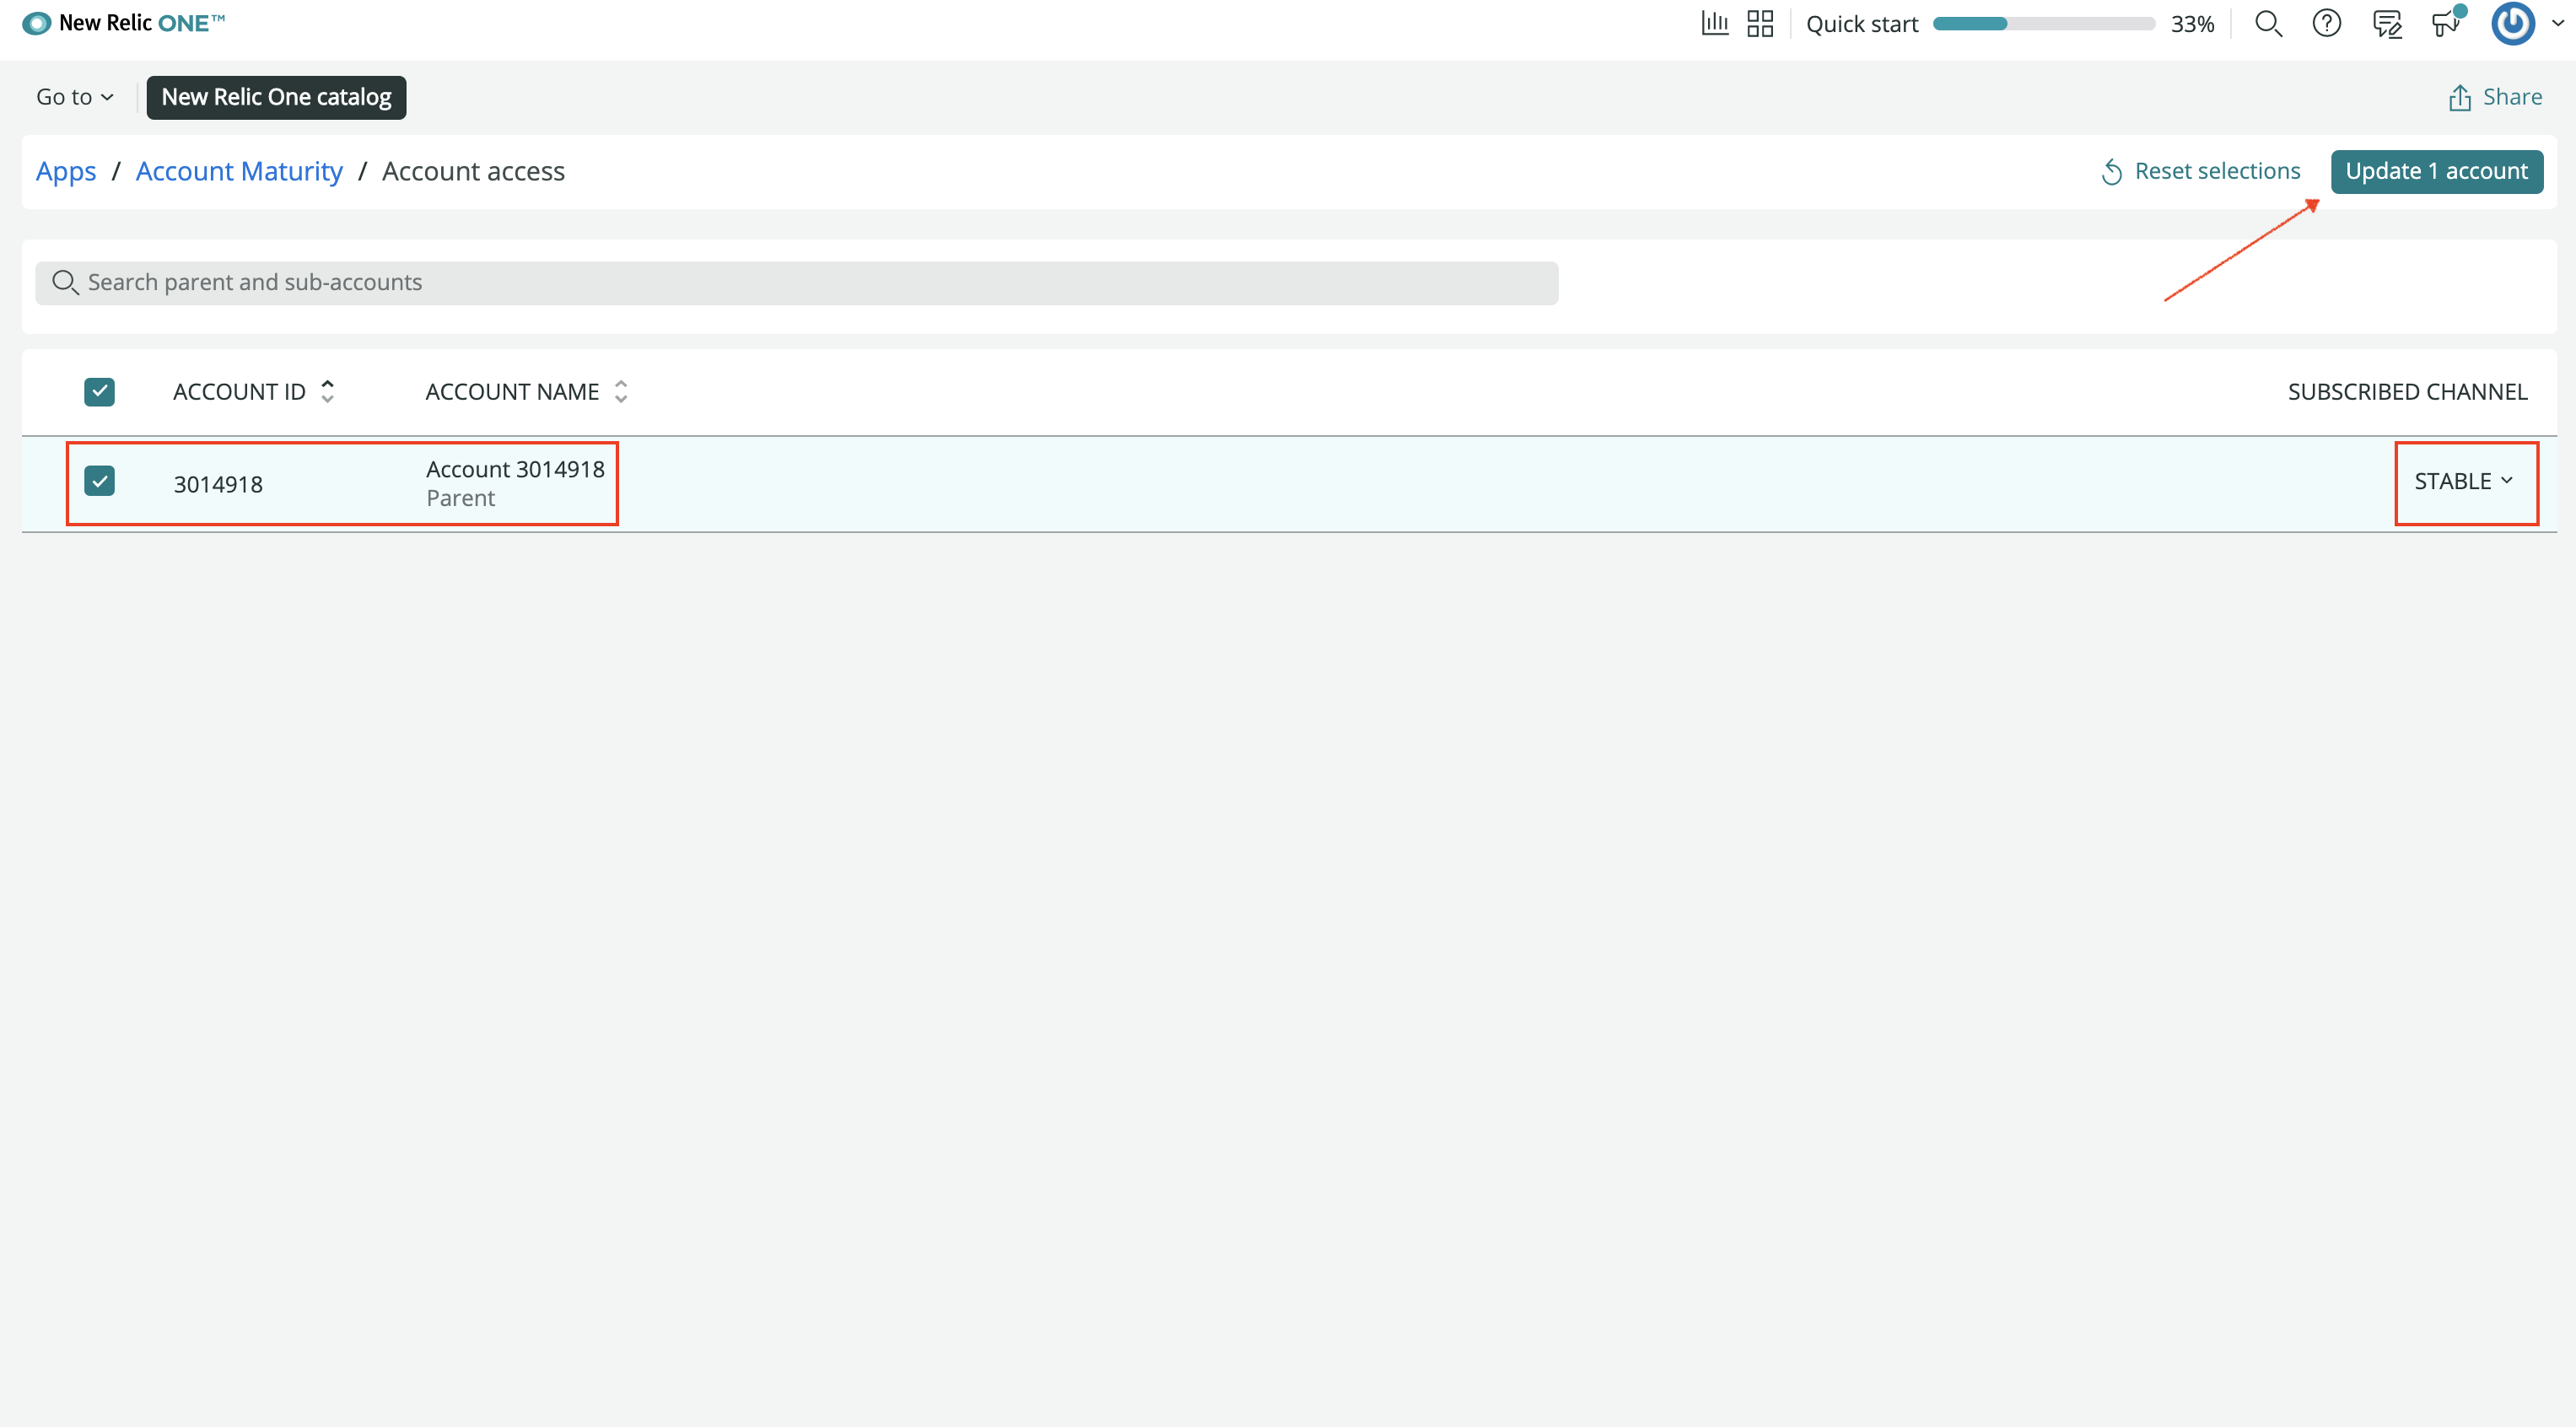 New Relic ONE™
Quick start 33%
Go to
New Relic One catalog
Share
Apps / Account Maturity / Account access
Reset selections
Update 1 account
Search parent and sub-accounts
ACCOUNT ID ACCOUNT NAME SUBSCRIBED CHANNEL
3014918 Account 3014918 STABLE
Parent